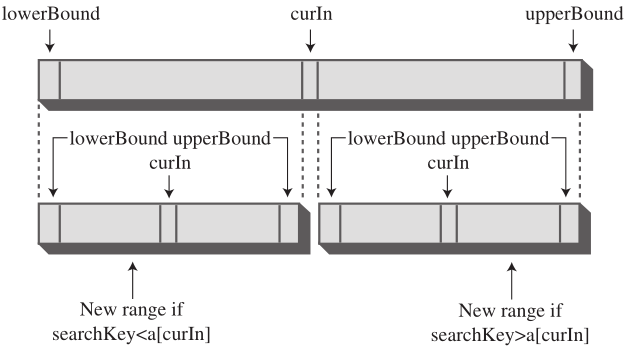 lowerBound curIn upperBound
lowerBound upperBound
curIn
lowerBound upperBound
curIn
New range if
searchKey<a[curIn]
New range if
searchKey>a[curIn]